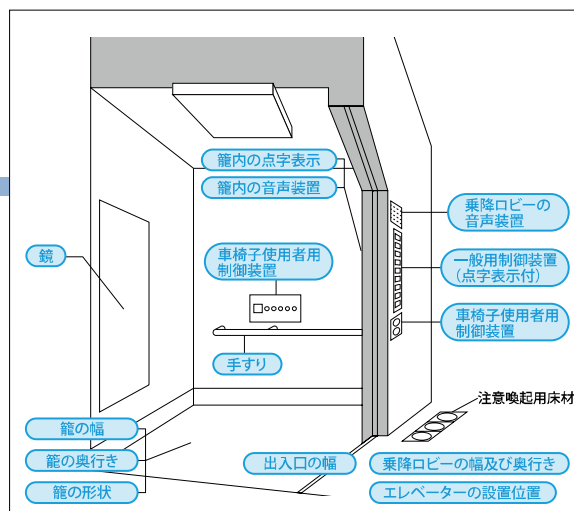 籠内の点字表示
籠内の音声装置
乗降ロビーの
音声装置
鏡
車椅子使用者用
制御装置
一般用制御装置
(点字表示付)
車椅子使用者用
制御装置
手すり
注意喚起用床材
籠の幅
籠の奥行き
籠の形状
出入口の幅
乗降ロビーの幅及び奥行き
エレベーターの設置位置